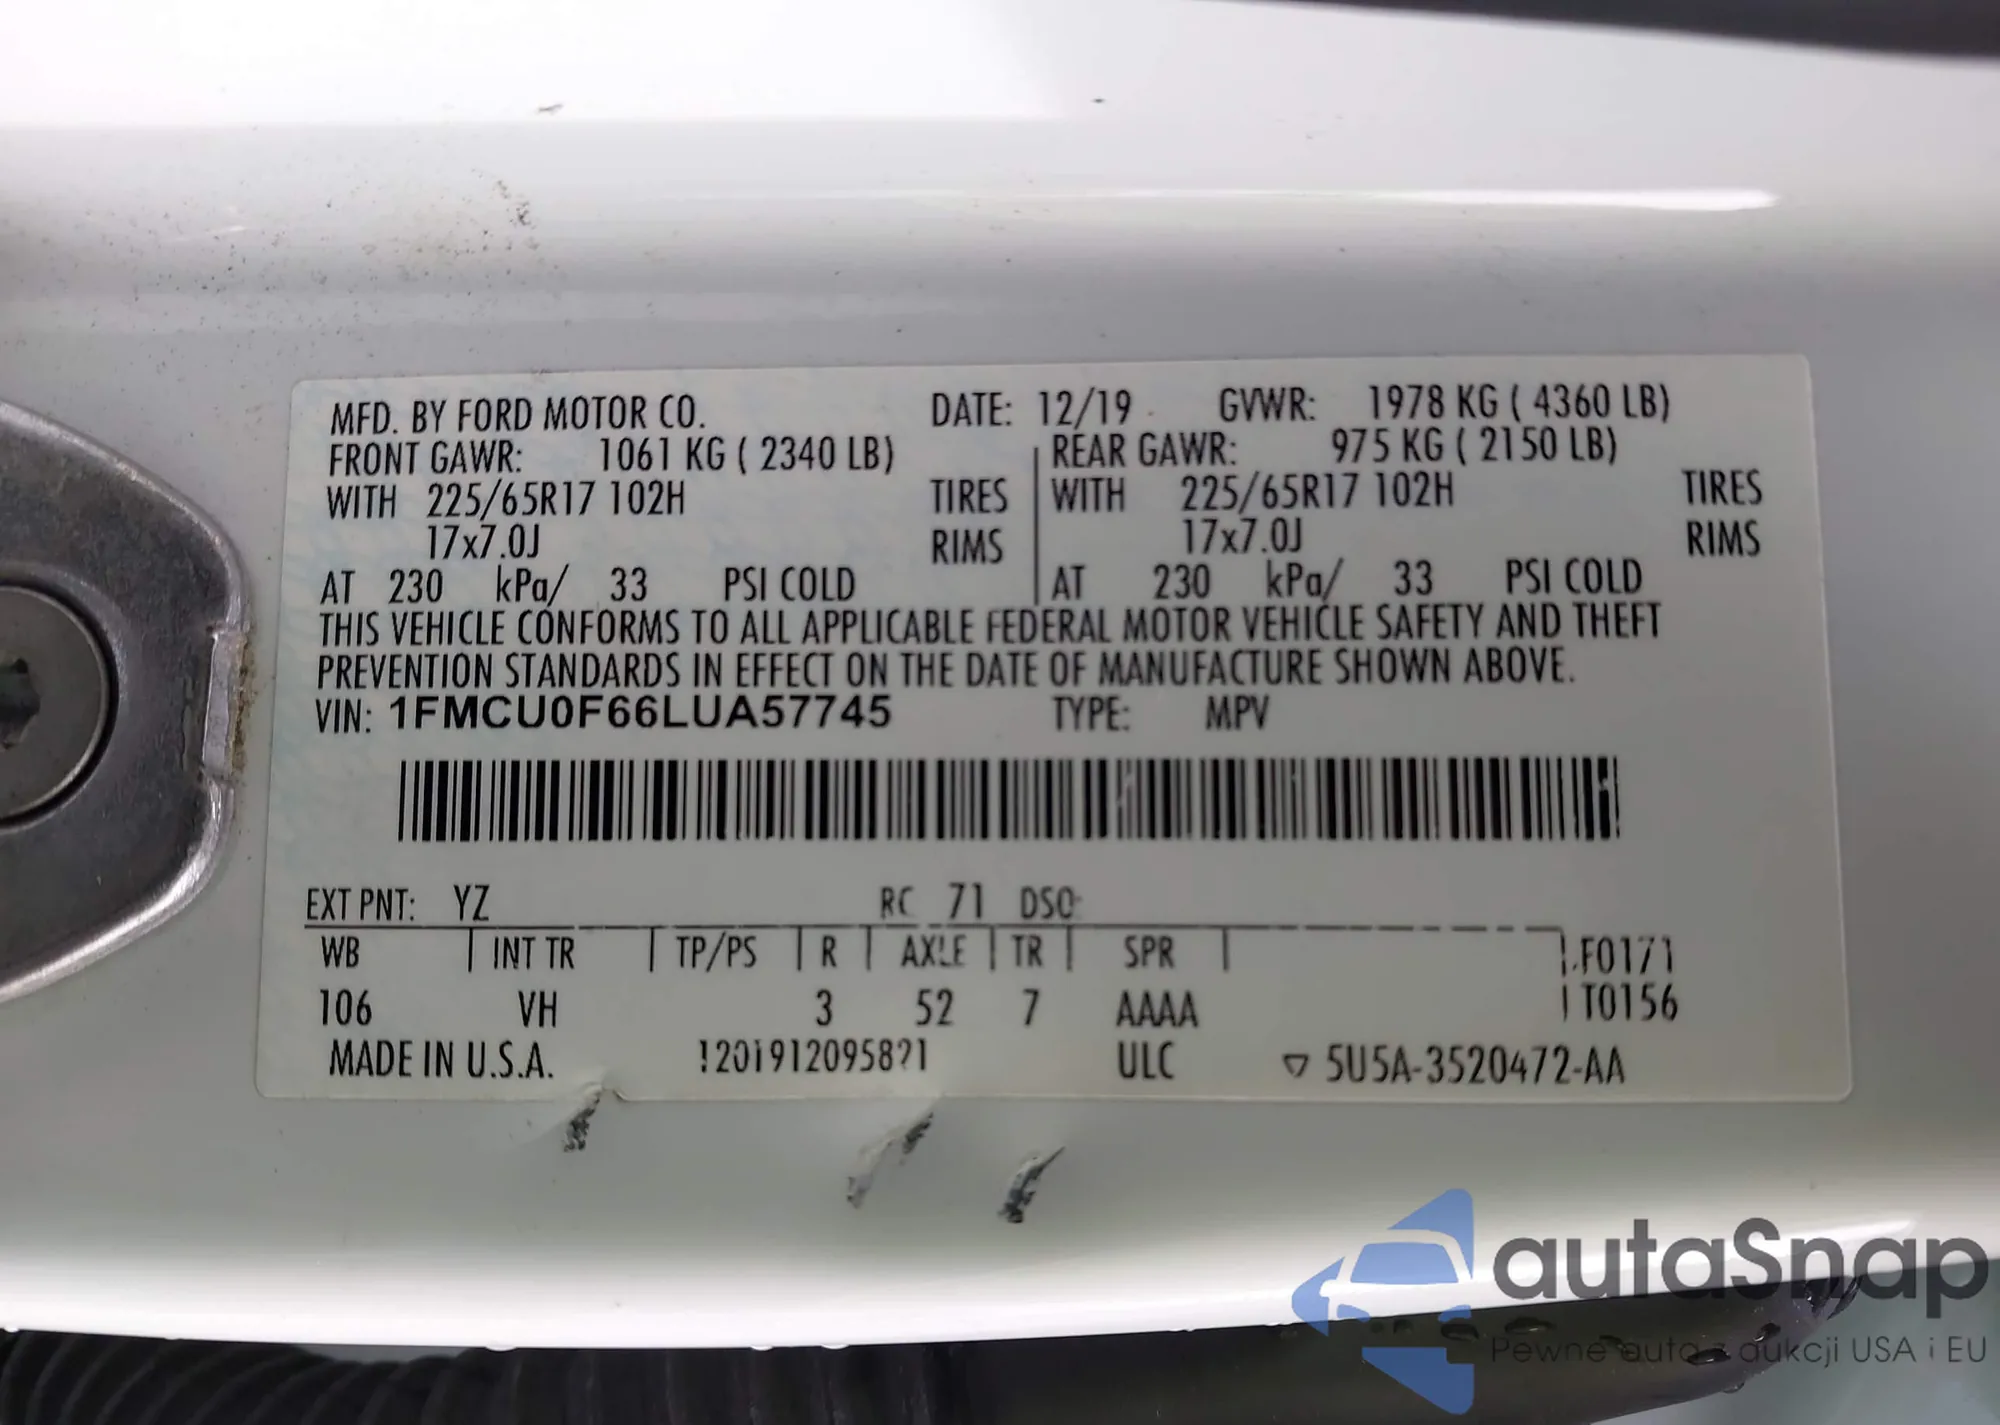 MFD. BY FORD MOTOR CO. DATE: 12/19 GVWR: 1978 KG ( 4360 LB)
FRONT GAWR: 1061 KG ( 2340 LB) REAR GAWR: 975 KG ( 2150 LB)
WITH 225/65R17 102H TIRES WITH 225/65R17 102H TIRES
17x7.0J RIMS 17x7.0J RIMS
AT 230 kPa/ 33 PSI COLD AT 230 kPa/ 33 PSI COLD
THIS VEHICLE CONFORMS TO ALL APPLICABLE FEDERAL MOTOR VEHICLE SAFETY AND THEFT
PREVENTION STANDARDS IN EFFECT ON THE DATE OF MANUFACTURE SHOWN ABOVE.
VIN: 1FMCU0F66LUA57745 TYPE: MPV
EXT PNT: YZ RC 71 DSO:
WB INT TR TP/PS R AXLE TR SPR F0171
106 VH 3 52 7 AAAA T0156
MADE IN U.S.A. ULC 5U5A-3520472-AA
autoSnap
Pewne auto z aukcji USA i EU